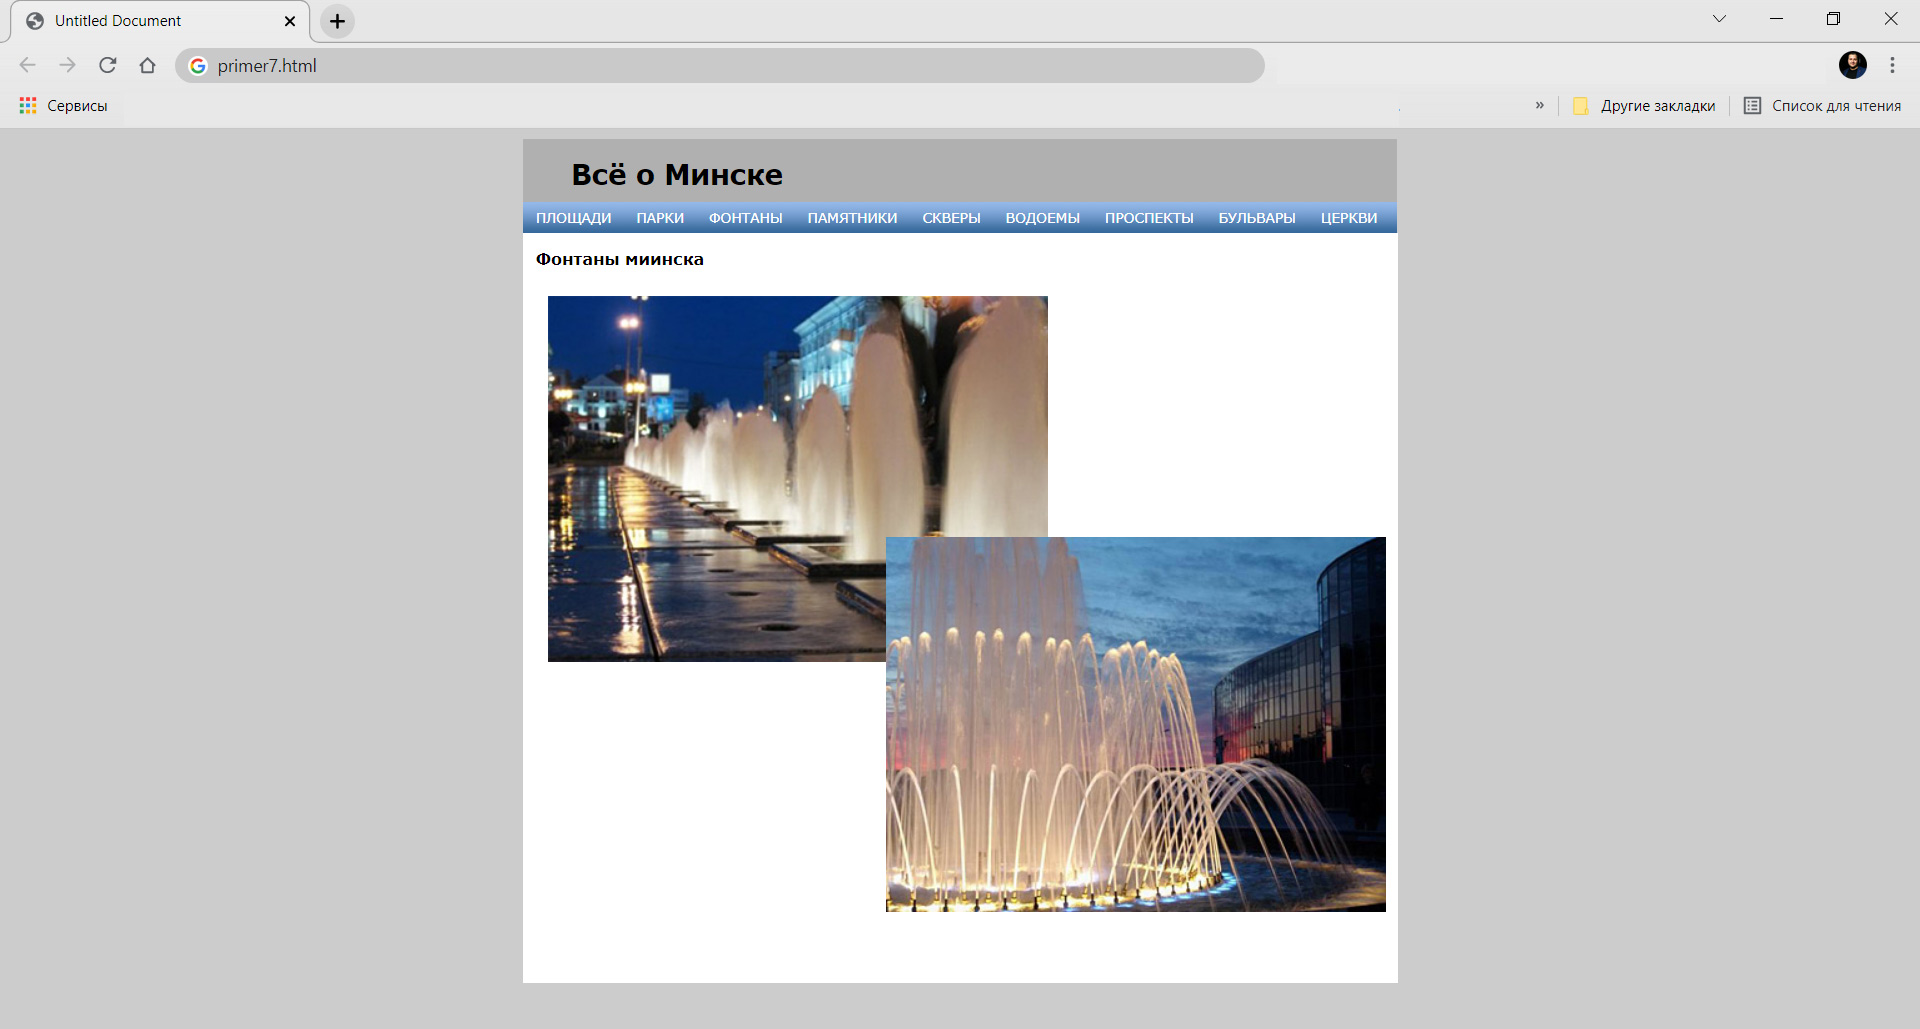 Untitled Document
primer7.html
Сервисы » Другие закладки Список для чтения
Всё о Минске
ПЛОЩАДИ ПАРКИ ФОНТАНЫ ПАМЯТНИКИ СКВЕРЫ ВОДОЕМЫ ПРОСПЕКТЫ БУЛЬВАРЫ ЦЕРКВИ
Фонтаны миинска